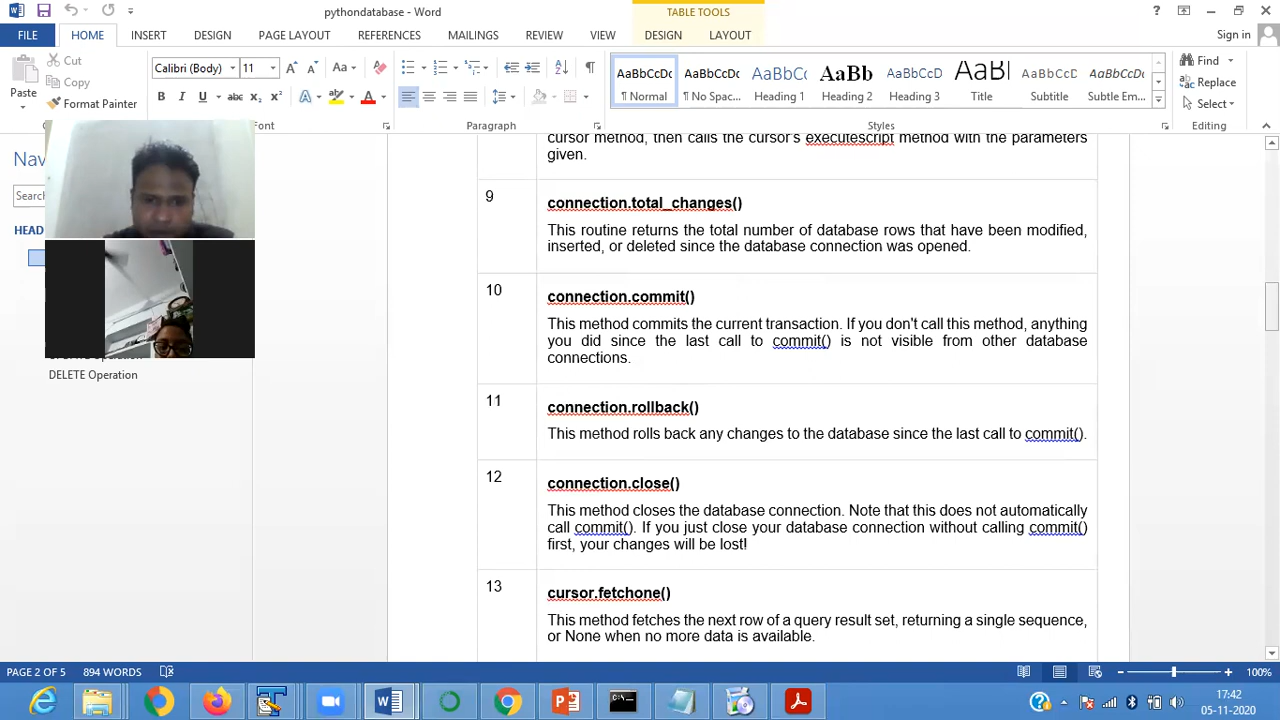 pythondatabase - Word
TABLE TOOLS
Sign in
FILE HOME INSERT DESIGN PAGE LAYOUT REFERENCES MAILINGS REVIEW VIEW DESIGN LAYOUT
Cut
Copy
Format Painter
Paste
Calibri (Body) 11
AaBbCcDc AaBbCcDc AaBbC AaBb AaBbCcD AaB AaBbCcD AaBbCcDc
¶ Normal ¶ No Spac... Heading 1 Heading 2 Heading 3 Title Subtitle Subtle Em...
Find
Replace
Select
Font Paragraph Styles Editing
Nav
Searc
HEAD
DELETE Operation
cursor method, then calls the cursor's executescript method with the parameters
given.
9 connection.total_changes()
This routine returns the total number of database rows that have been modified,
inserted, or deleted since the database connection was opened.
10 connection.commit()
This method commits the current transaction. If you don't call this method, anything
you did since the last call to commit() is not visible from other database
connections.
11 connection.rollback()
This method rolls back any changes to the database since the last call to commit().
12 connection.close()
This method closes the database connection. Note that this does not automatically
call commit(). If you just close your database connection without calling commit()
first, your changes will be lost!
13 cursor.fetchone()
This method fetches the next row of a query result set, returning a single sequence,
or None when no more data is available.
PAGE 2 OF 5 894 WORDS 100%
17:42
05-11-2020